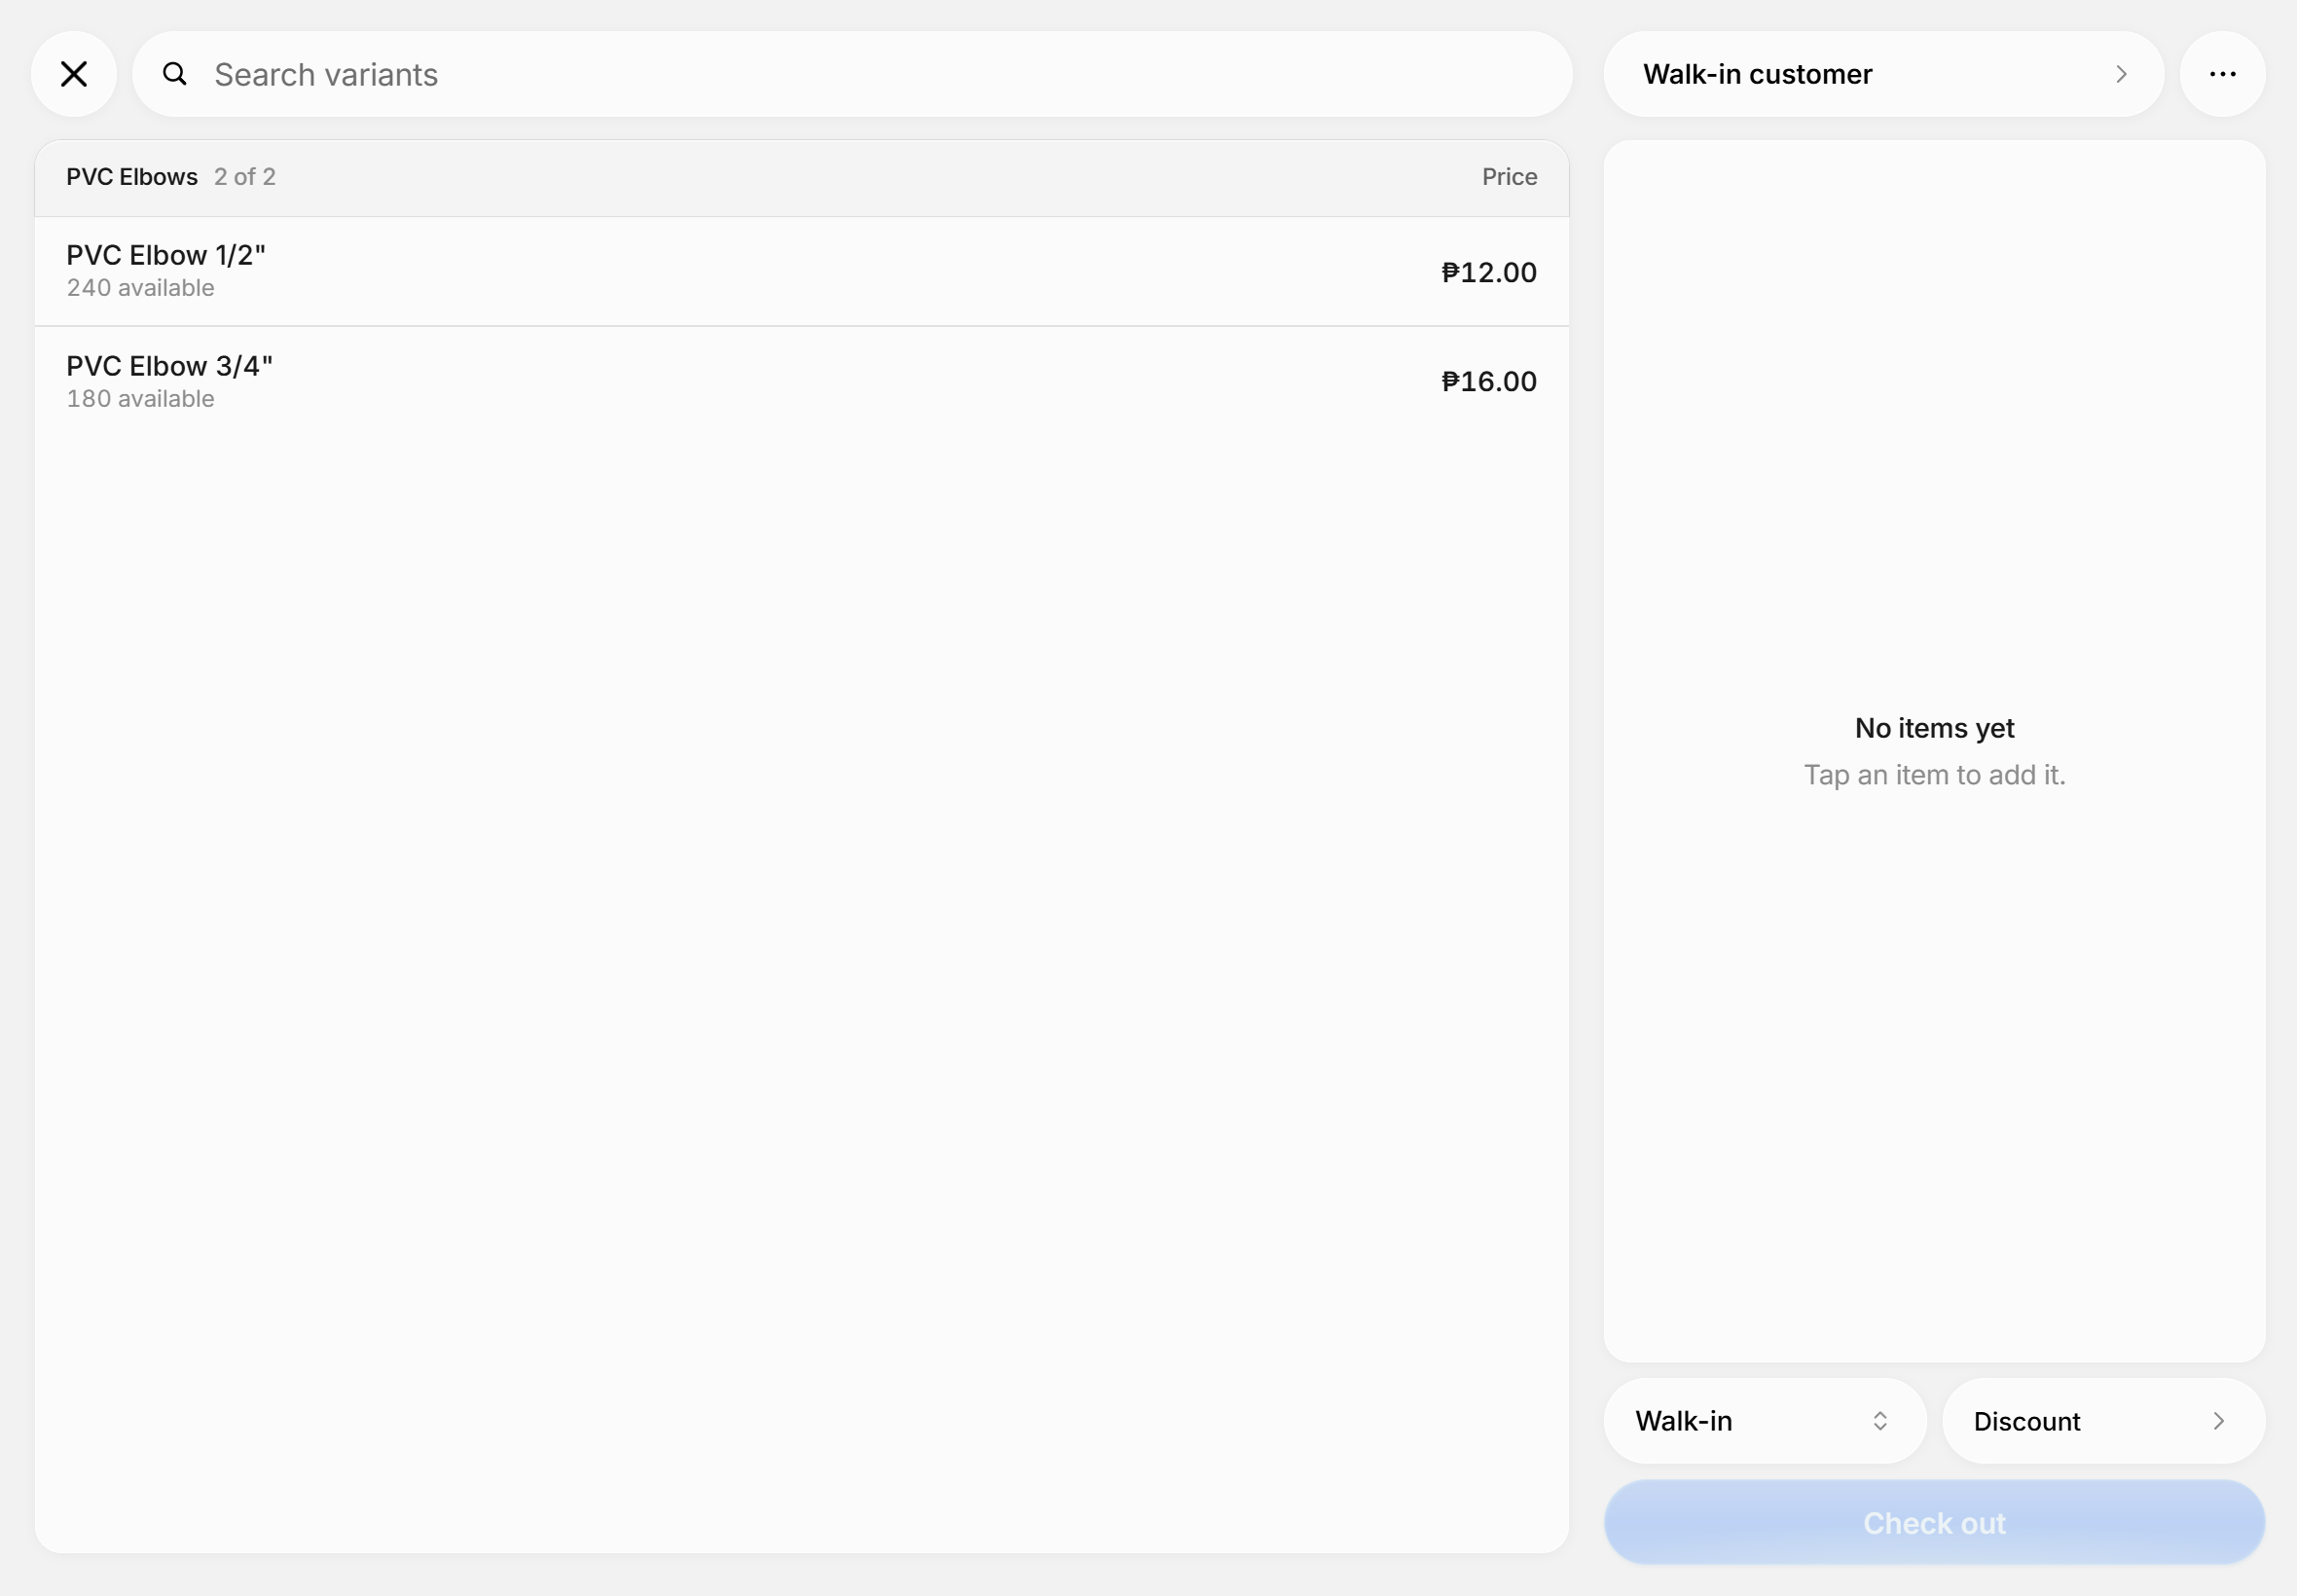 Search variants
Walk-in customer
PVC Elbows 2 of 2 Price
PVC Elbow 1/2"
240 available
₱12.00
PVC Elbow 3/4"
180 available
₱16.00
No items yet
Tap an item to add it.
Walk-in
Discount
Check out